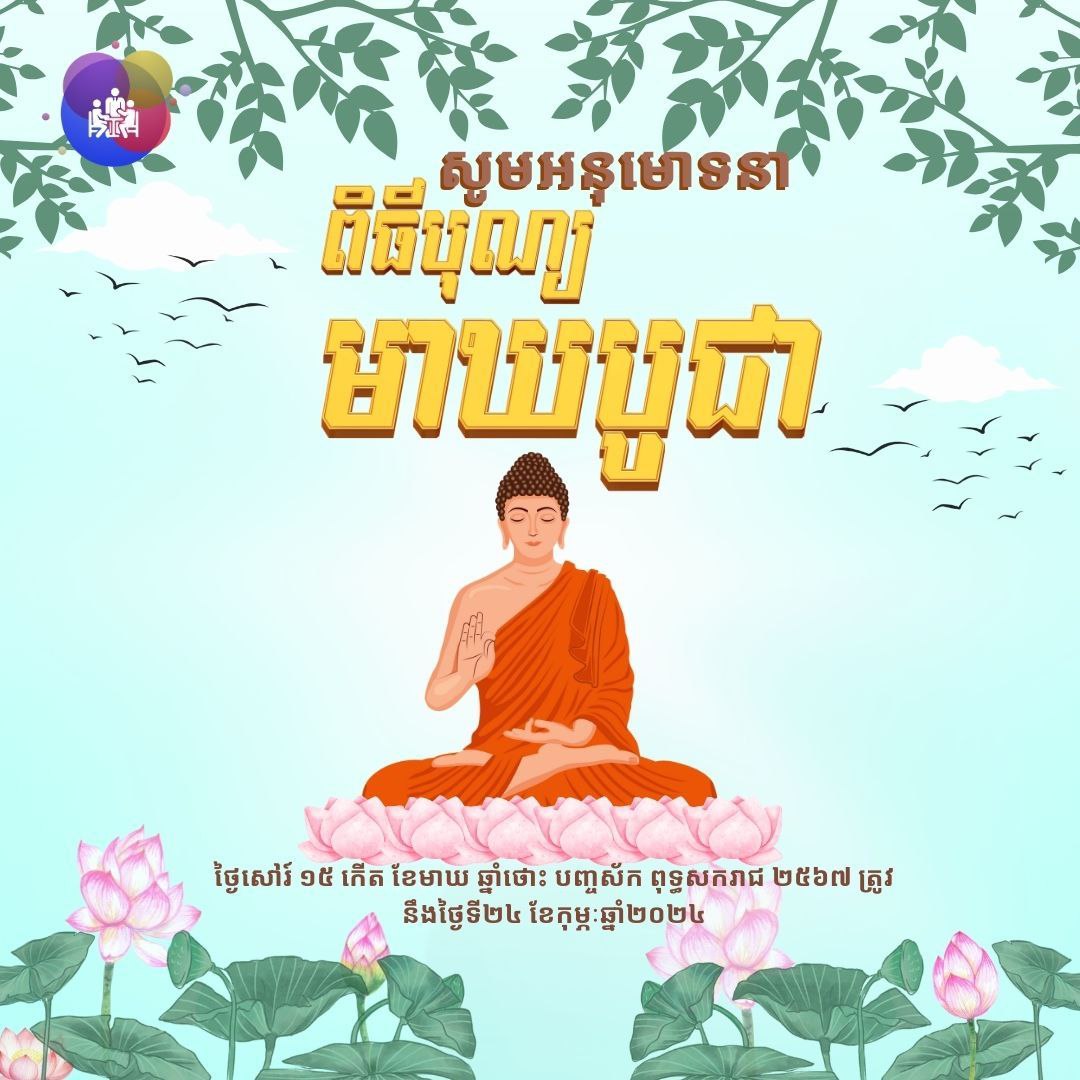 សូមអនុមោទនា
ពិធីបុណ្យ
មាឃបូជា
ថ្ងៃសៅរ៍ ១៥ កើត ខែមាឃ ឆ្នាំថោះ បញ្ចស័ក ពុទ្ធសករាជ ២៥៦៧ ត្រូវ
នឹងថ្ងៃទី២៤ ខែកុម្ភៈឆ្នាំ២០២៤